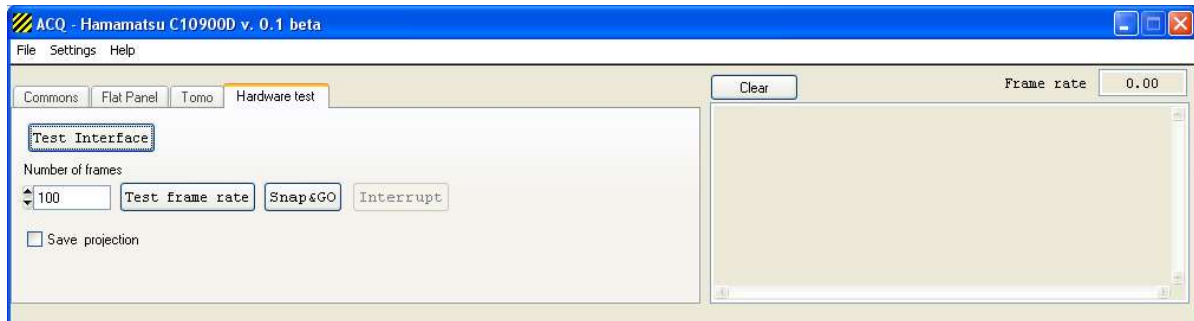 ACQ - Hamamatsu C10900D v. 0.1 beta
File Settings Help
Commons Flat Panel Tomo Hardware test
Clear Frame rate 0.00
Test Interface
Number of frames
100 Test frame rate Snap&GO Interrupt
Save projection